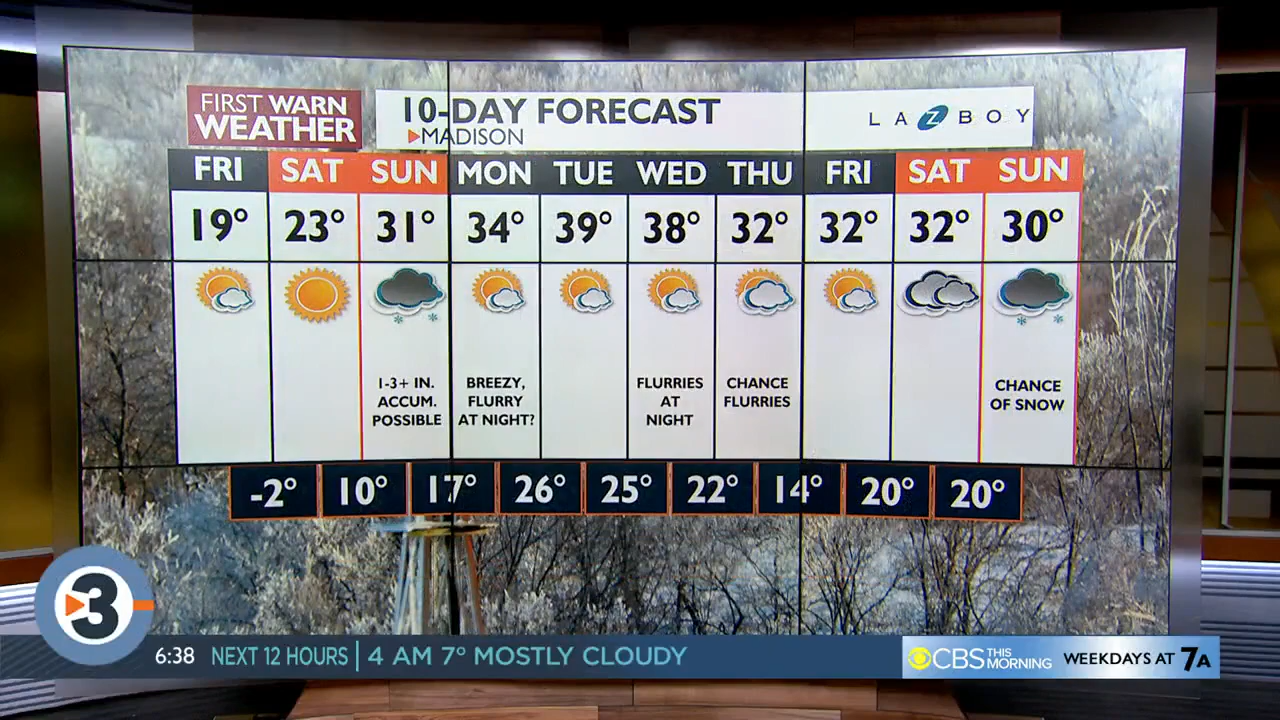 FIRST WARN
WEATHER
10-DAY FORECAST
MADISON
LA Z BOY
FRI SAT SUN MON TUE WED THU FRI SAT SUN
19° 23° 31° 34° 39° 38° 32° 32° 32° 30°
1-3+ IN.
ACCUM.
POSSIBLE
BREEZY,
FLURRY
AT NIGHT?
FLURRIES
AT
NIGHT
CHANCE
FLURRIES
CHANCE
OF SNOW
-2° 10° 17° 26° 25° 22° 14° 20° 20°
3
6:38 NEXT 12 HOURS | 4 AM 7° MOSTLY CLOUDY
CBS THIS MORNING WEEKDAYS AT 7A